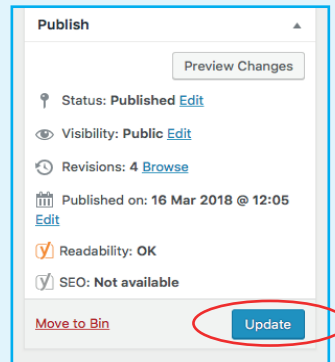 Publish
Preview Changes
Status: Published Edit
Visibility: Public Edit
Revisions: 4 Browse
Published on: 16 Mar 2018 @ 12:05
Edit
Readability: OK
SEO: Not available
Move to Bin
Update